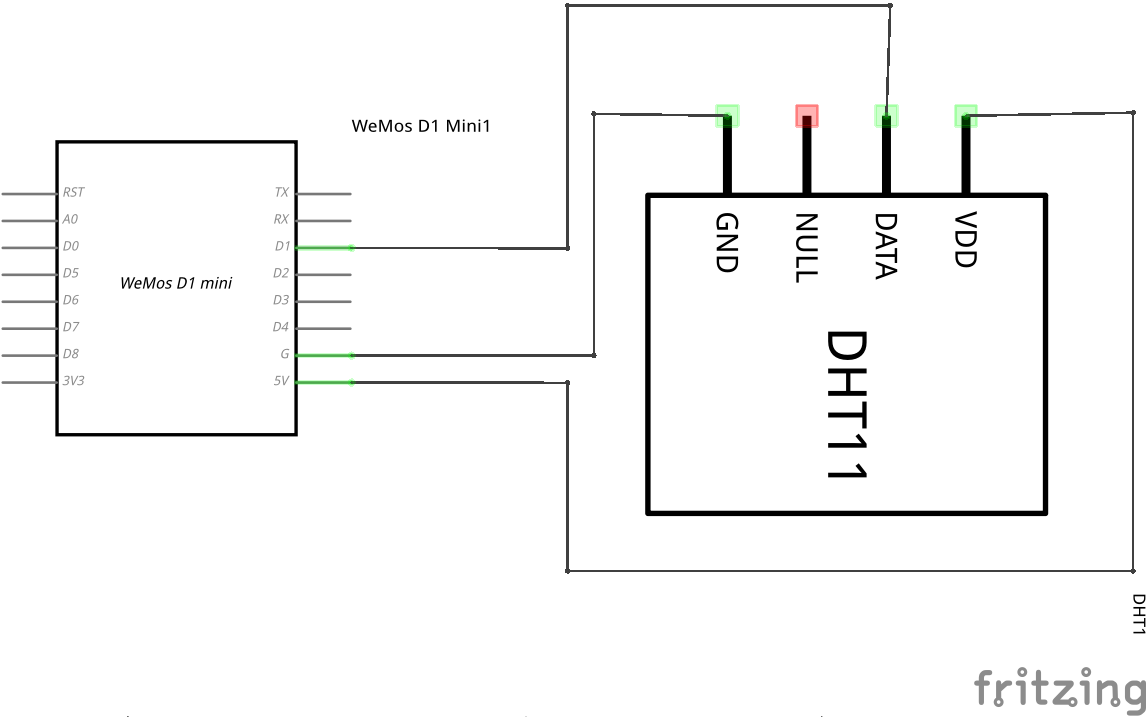 WeMos D1 Mini1
RST
A0
D0
D5
D6
D7
D8
3V3
WeMos D1 mini
TX
RX
D1
D2
D3
D4
G
5V
GND
NULL
DATA
VDD
DHT11
DHT1
fritzing